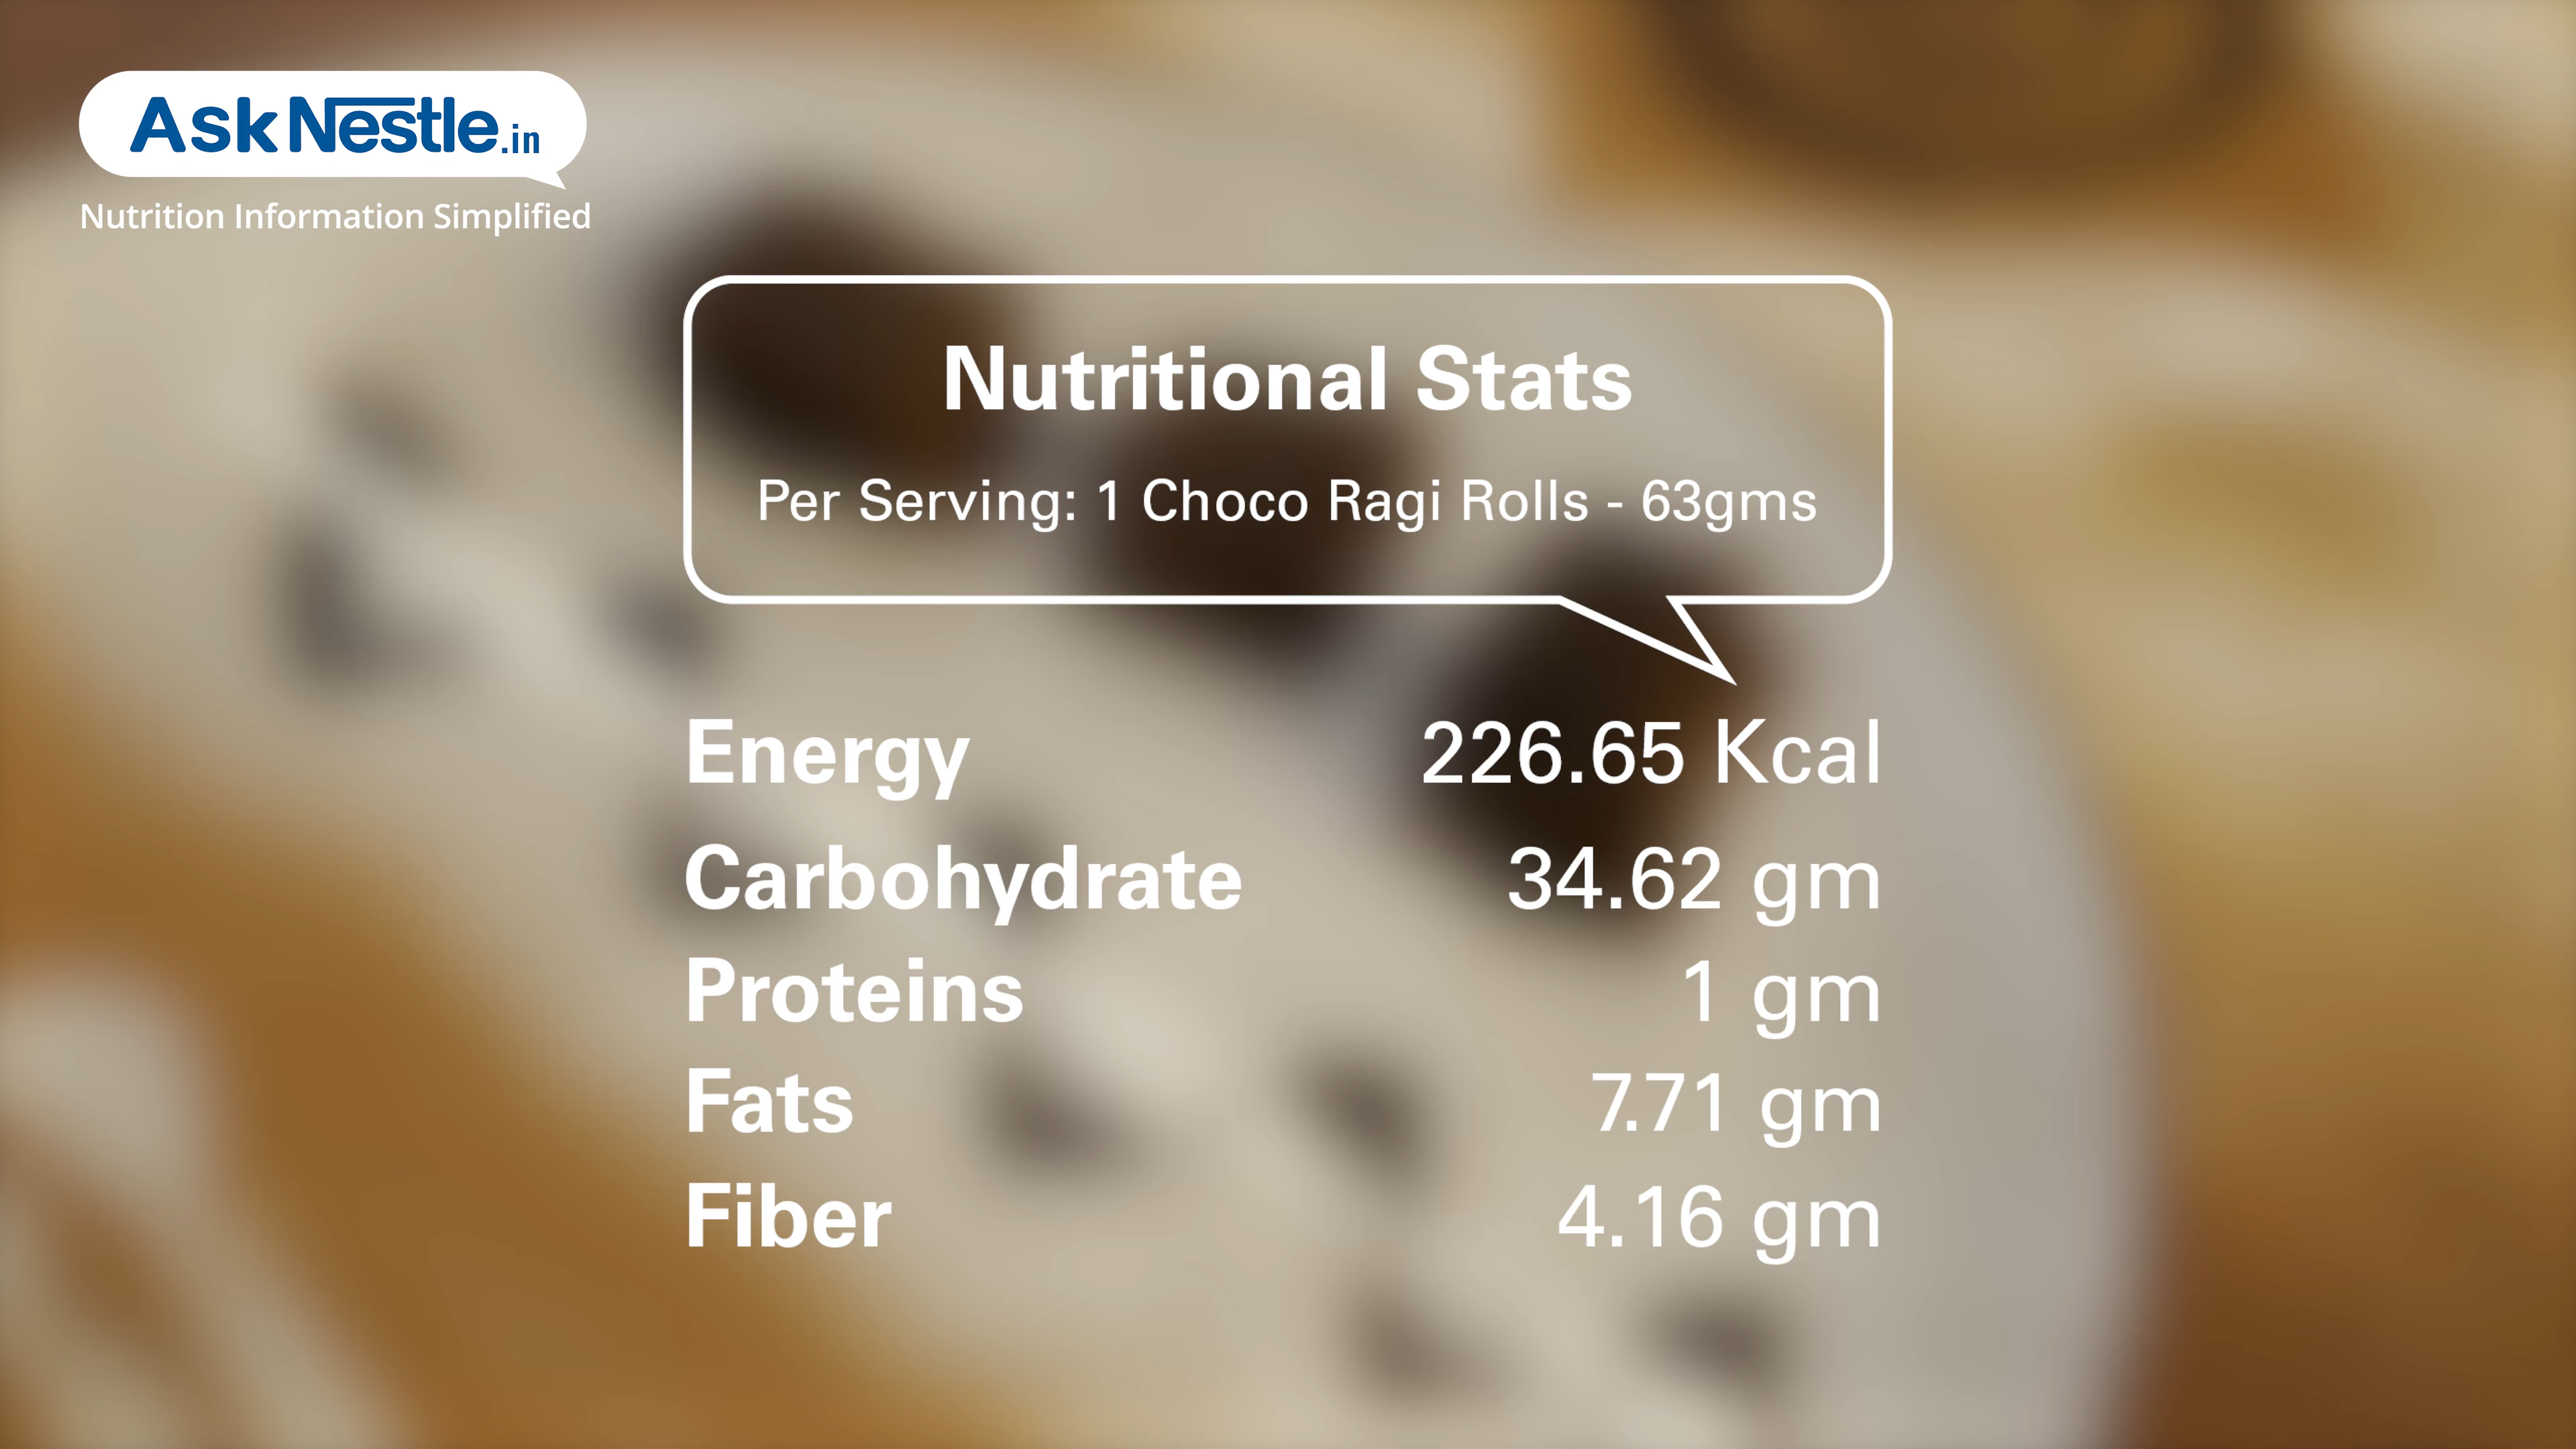 AskNestle.in
Nutrition Information Simplified
Nutritional Stats
Per Serving: 1 Choco Ragi Rolls - 63gms
Energy 226.65 Kcal
Carbohydrate 34.62 gm
Proteins 1 gm
Fats 7.71 gm
Fiber 4.16 gm